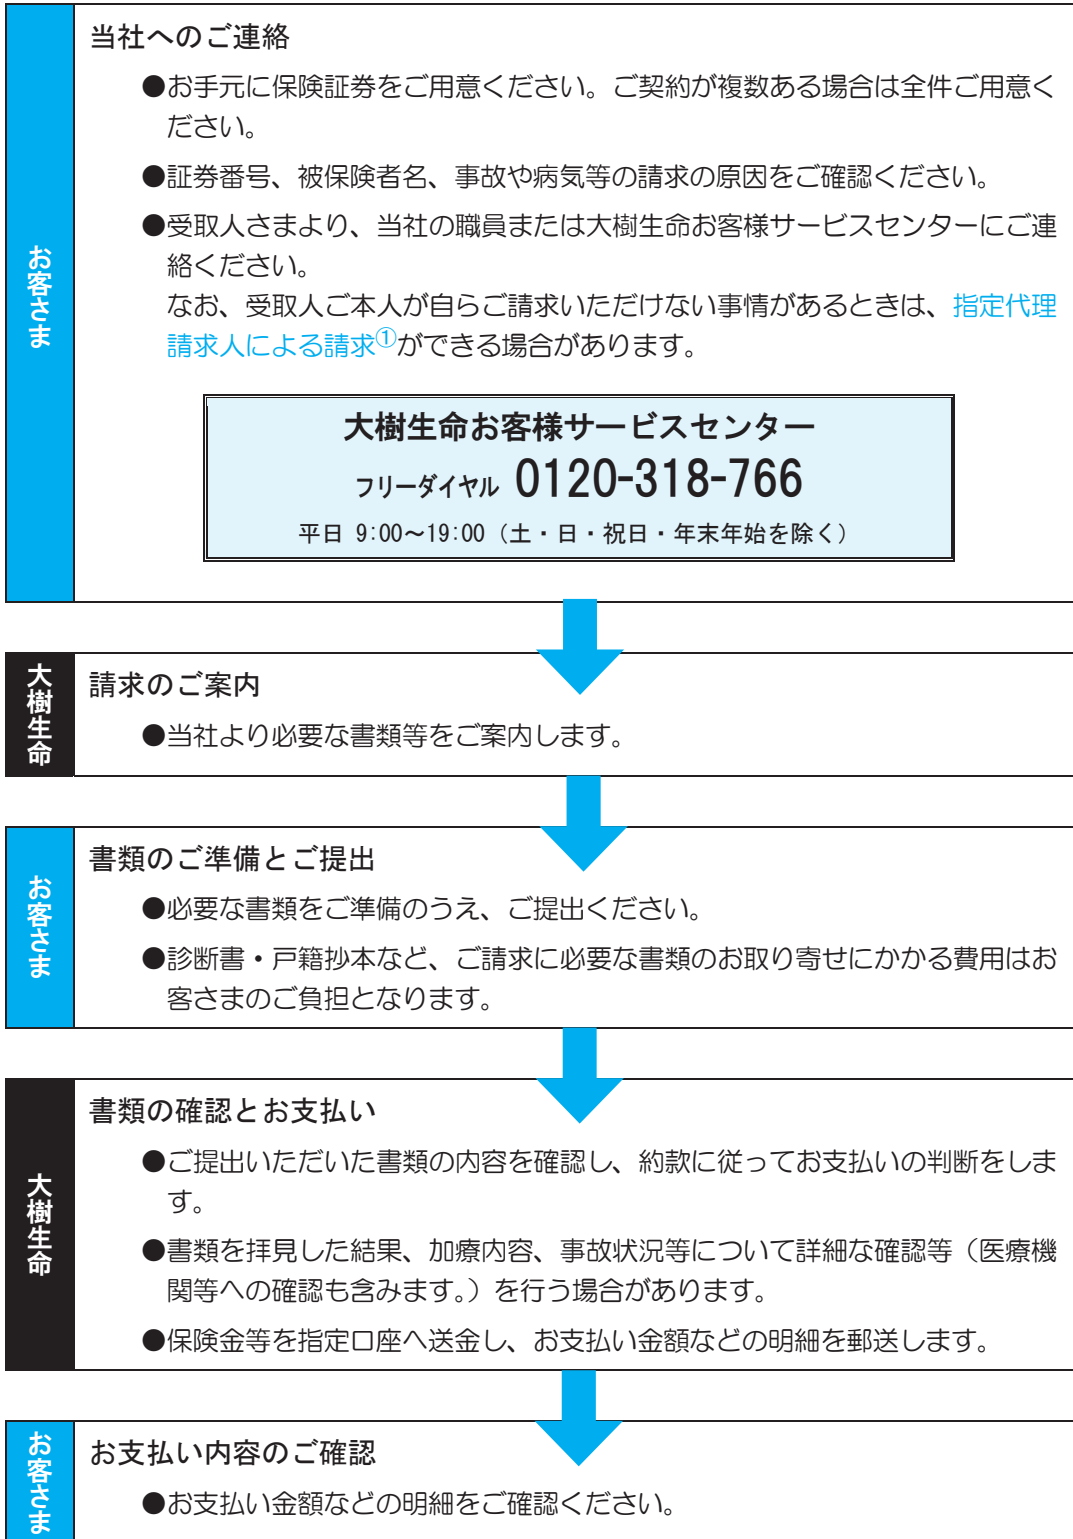 お客さま
当社へのご連絡
●お手元に保険証券をご用意ください。ご契約が複数ある場合は全件ご用意く
ださい。
●証券番号、被保険者名、事故や病気等の請求の原因をご確認ください。
●受取人さまより、当社の職員または大樹生命お客様サービスセンターにご連
絡ください。
なお、受取人ご本人が自らご請求いただけない事情があるときは、指定代理
請求人による請求①ができる場合があります。
大樹生命お客様サービスセンター
フリーダイヤル 0120-318-766
平日 9:00～19:00（土・日・祝日・年末年始を除く）
大樹生命
請求のご案内
●当社より必要な書類等をご案内します。
お客さま
書類のご準備とご提出
●必要な書類をご準備のうえ、ご提出ください。
●診断書・戸籍抄本など、ご請求に必要な書類のお取り寄せにかかる費用はお
客さまのご負担となります。
大樹生命
書類の確認とお支払い
●ご提出いただいた書類の内容を確認し、約款に従ってお支払いの判断をしま
す。
●書類を拝見した結果、加療内容、事故状況等について詳細な確認等（医療機
関等への確認も含みます。）を行う場合があります。
●保険金等を指定口座へ送金し、お支払い金額などの明細を郵送します。
お客さま
お支払い内容のご確認
●お支払い金額などの明細をご確認ください。